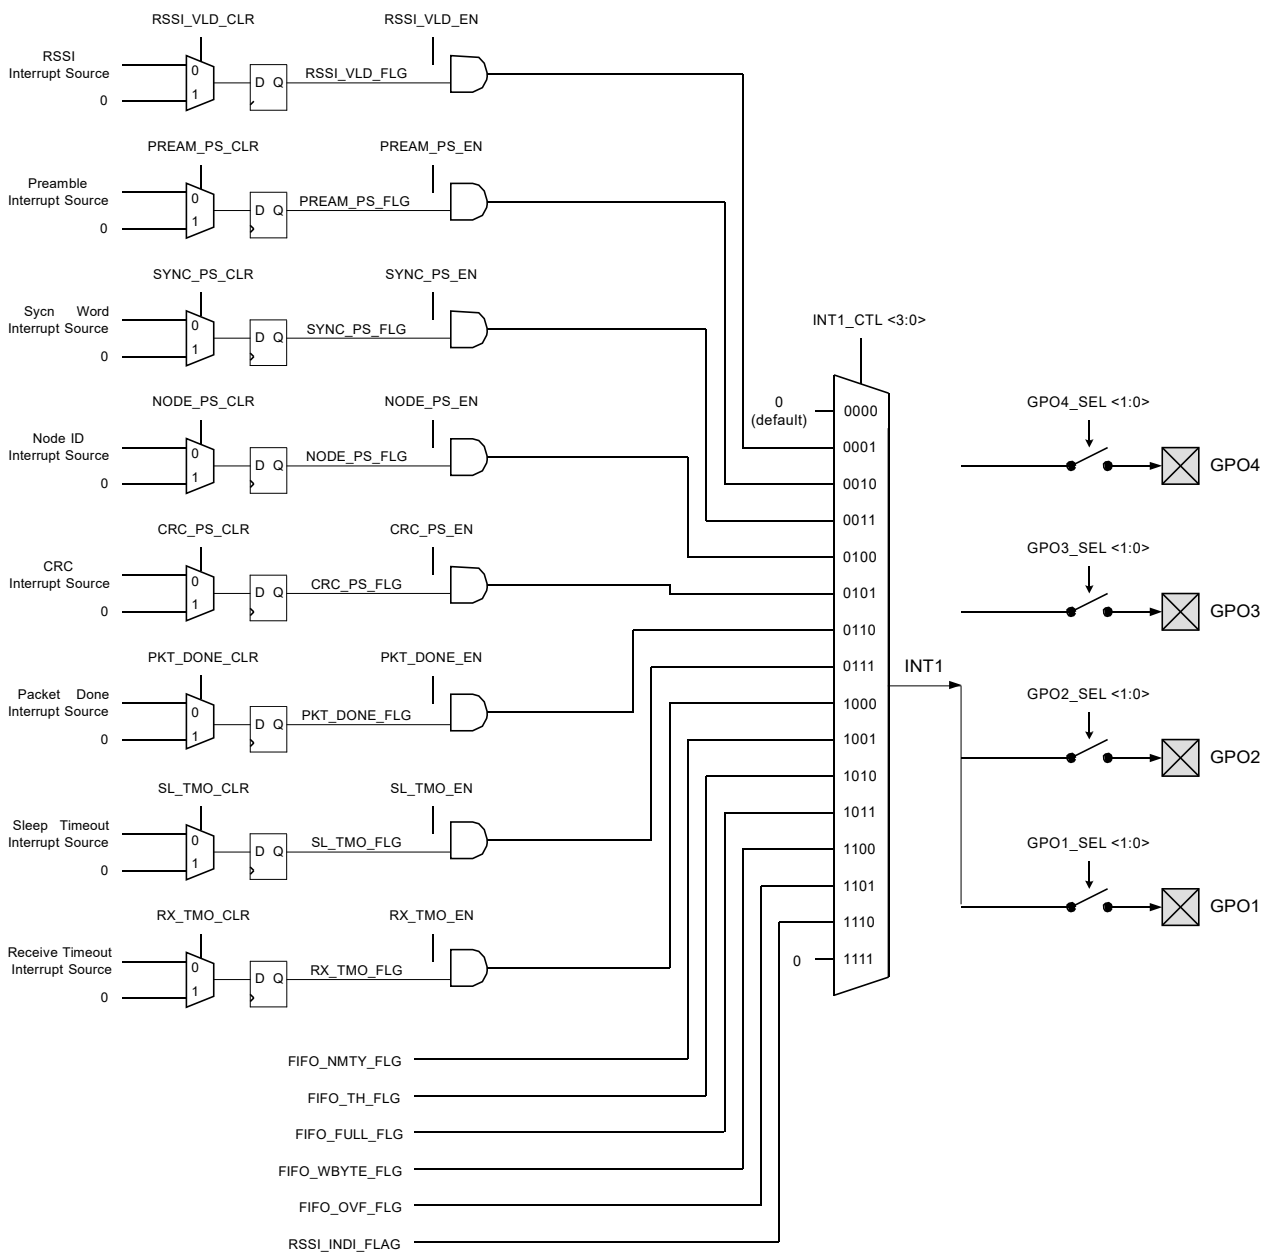 RSSI_VLD_CLR
RSSI_VLD_EN
RSSI
Interrupt Source
0
1
0
D Q
RSSI_VLD_FLG
PREAM_PS_CLR
PREAM_PS_EN
Preamble
Interrupt Source
0
1
0
D Q
PREAM_PS_FLG
SYNC_PS_CLR
SYNC_PS_EN
Sycn Word
Interrupt Source
0
1
0
D Q
SYNC_PS_FLG
NODE_PS_CLR
NODE_PS_EN
Node ID
Interrupt Source
0
1
0
D Q
NODE_PS_FLG
CRC_PS_CLR
CRC_PS_EN
CRC
Interrupt Source
0
1
0
D Q
CRC_PS_FLG
PKT_DONE_CLR
PKT_DONE_EN
Packet Done
Interrupt Source
0
1
0
D Q
PKT_DONE_FLG
SL_TMO_CLR
SL_TMO_EN
Sleep Timeout
Interrupt Source
0
1
0
D Q
SL_TMO_FLG
RX_TMO_CLR
RX_TMO_EN
Receive Timeout
Interrupt Source
0
1
0
D Q
RX_TMO_FLG
FIFO_NMTY_FLG
FIFO_TH_FLG
FIFO_FULL_FLG
FIFO_WBYTE_FLG
FIFO_OVF_FLG
RSSI_INDI_FLAG
INT1_CTL <3:0>
0
(default)
0000
0001
0010
0011
0100
0101
0110
0111
1000
1001
1010
1011
1100
1101
1110
0
1111
INT1
GPO4_SEL <1:0>
GPO4
GPO3_SEL <1:0>
GPO3
GPO2_SEL <1:0>
GPO2
GPO1_SEL <1:0>
GPO1